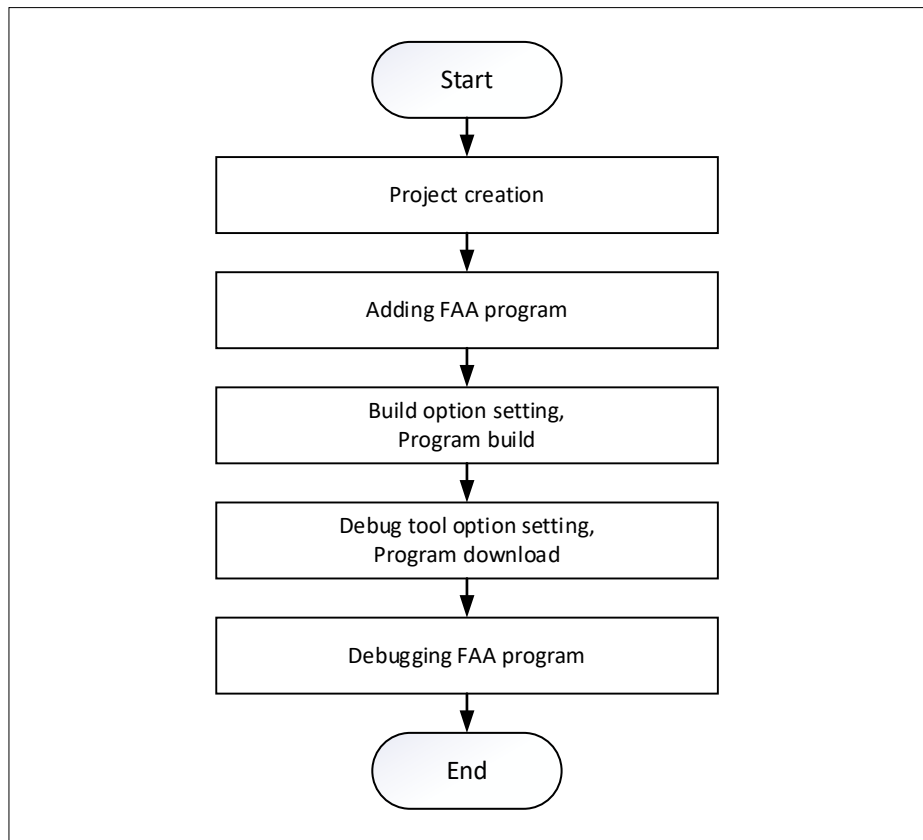 Start
Project creation
Adding FAA program
Build option setting,
Program build
Debug tool option setting,
Program download
Debugging FAA program
End